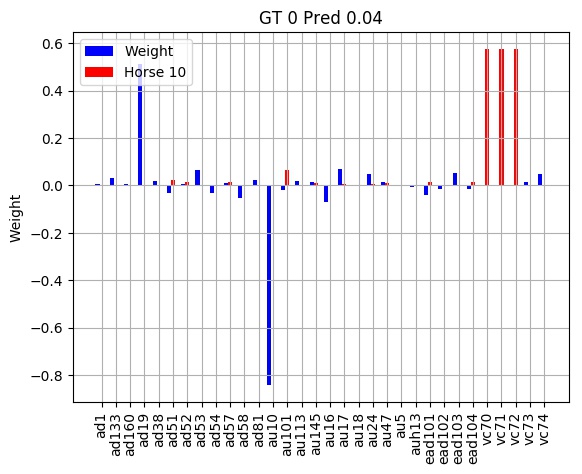 GT 0 Pred 0.04
Weight
Horse 10
0.6
0.4
0.2
0.0
−0.2
−0.4
−0.6
−0.8
Weight
ad1
ad133
ad160
ad19
ad38
ad51
ad52
ad53
ad54
ad57
ad58
ad81
au10
au101
au113
au145
au16
au17
au18
au24
au47
au5
auh13
ead101
ead102
ead103
ead104
vc70
vc71
vc72
vc73
vc74